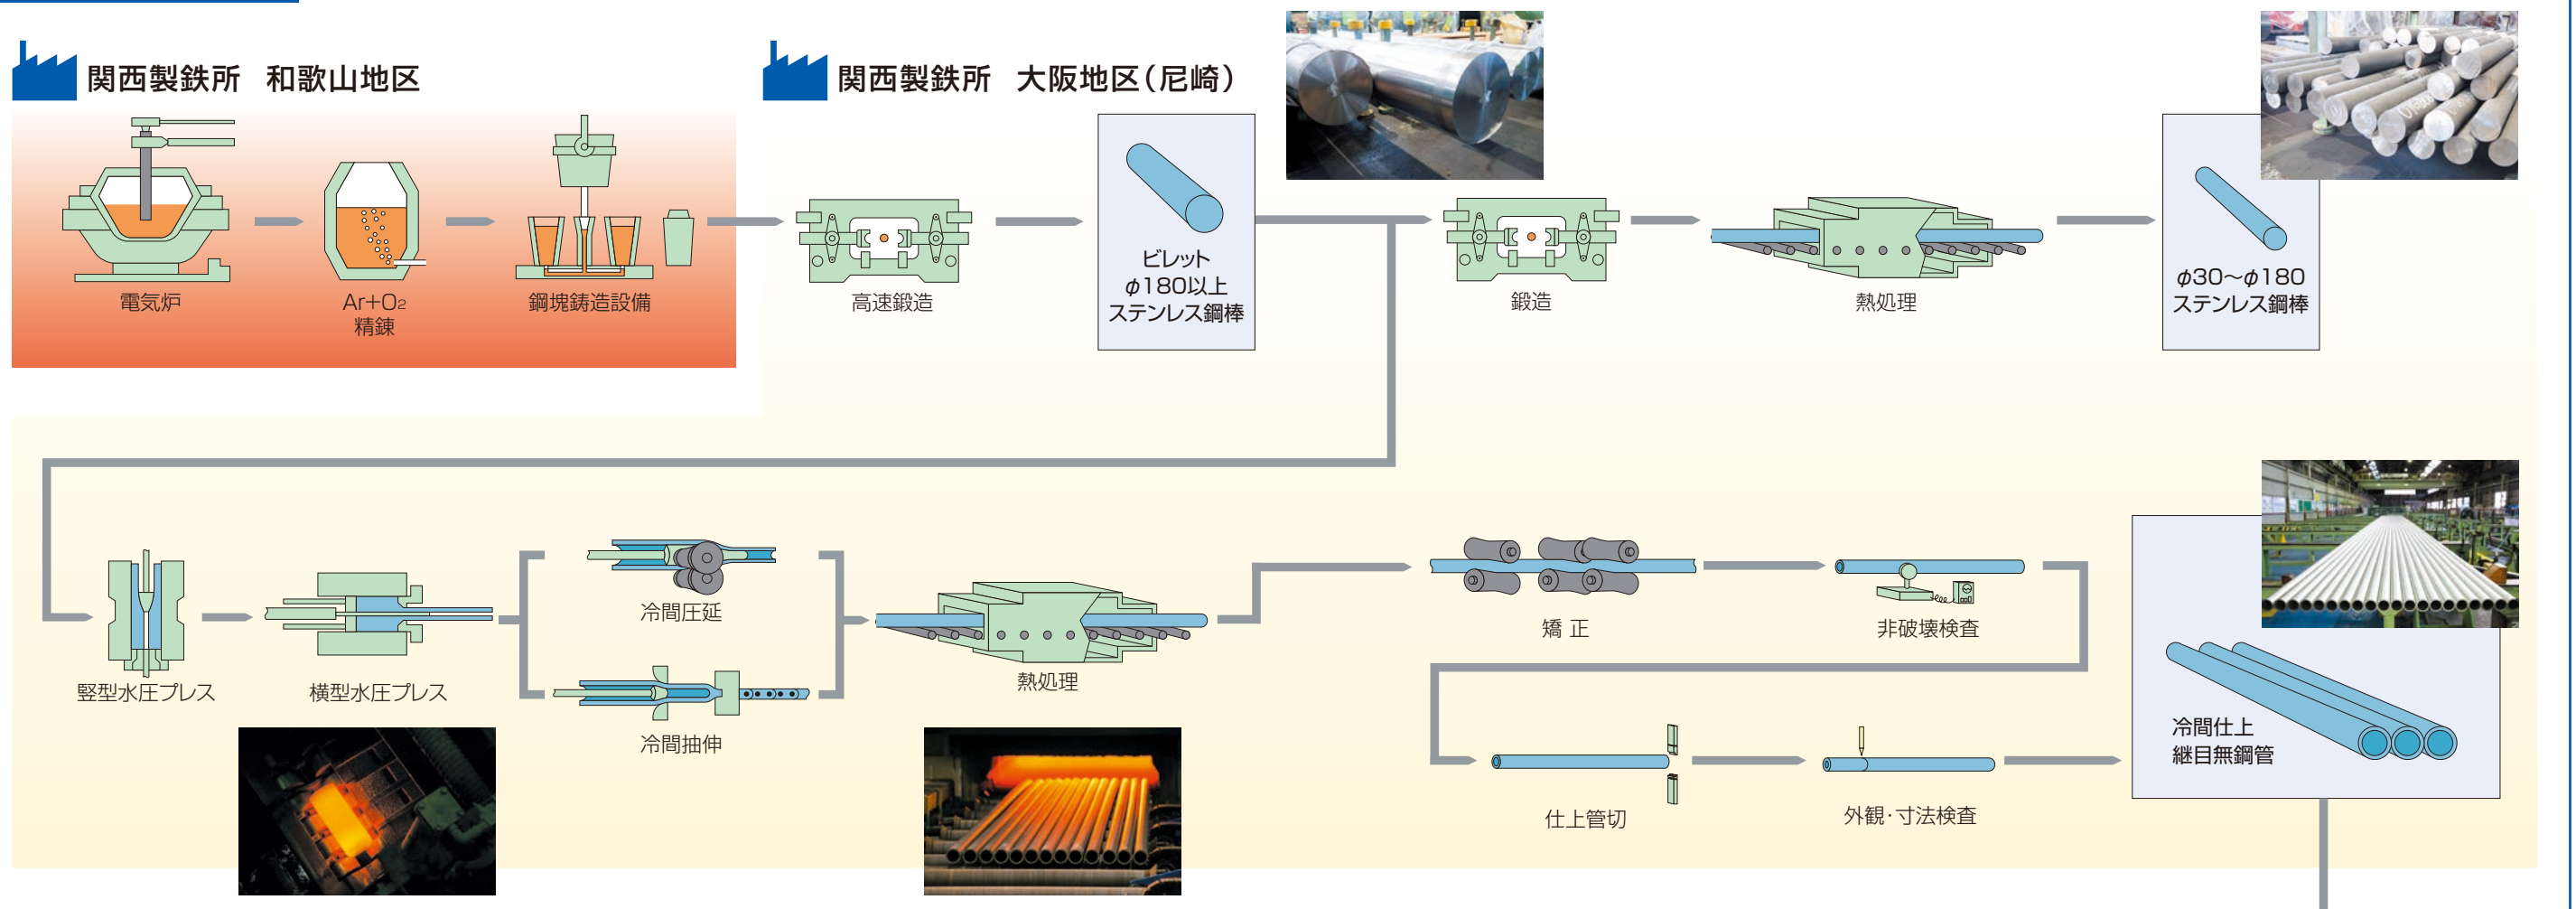 関西製鉄所 和歌山地区
関西製鉄所 大阪地区(尼崎)
電気炉
Ar+O₂
精錬
鋼塊鋳造設備
高速鍛造
ビレット
φ180以上
ステンレス鋼棒
鍛造
熱処理
φ30〜φ180
ステンレス鋼棒
竪型水圧プレス
横型水圧プレス
冷間圧延
冷間抽伸
熱処理
矯 正
非破壊検査
仕上管切
外観・寸法検査
冷間仕上
継目無鋼管